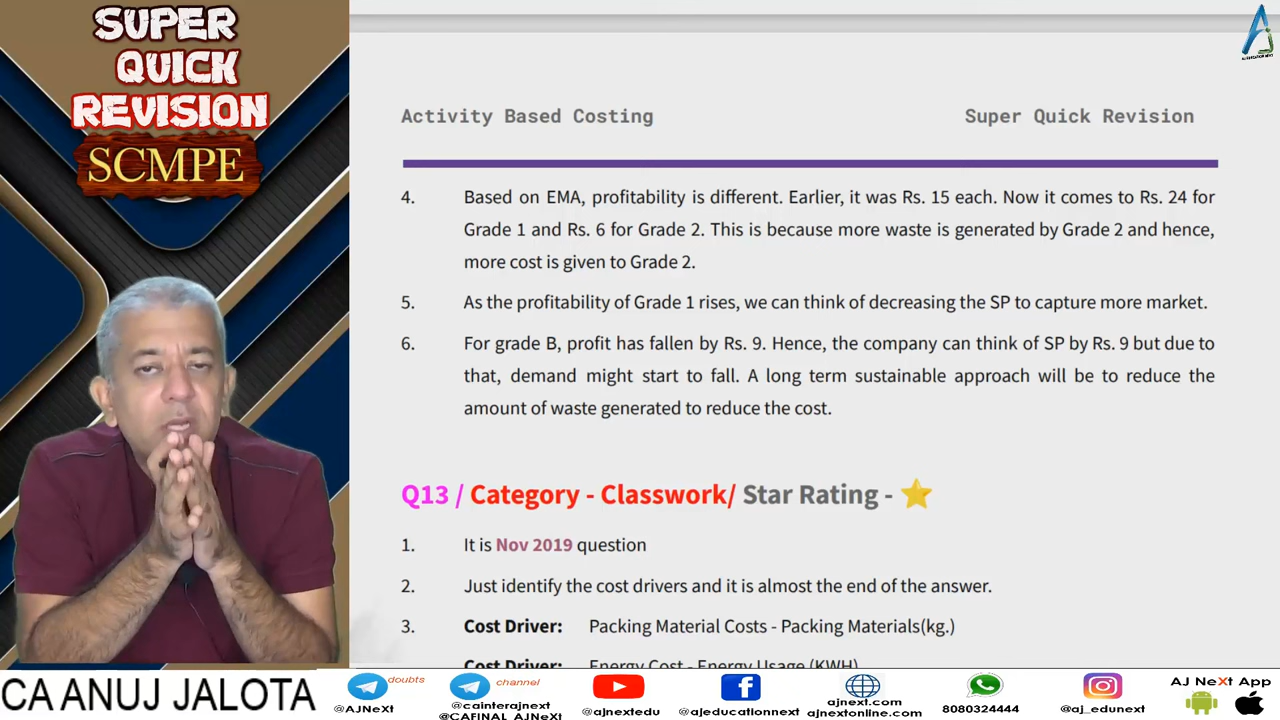 SUPER
QUICK
REVISION
SCMPE
Activity Based Costing
Super Quick Revision
4. Based on EMA, profitability is different. Earlier, it was Rs. 15 each. Now it comes to Rs. 24 for
Grade 1 and Rs. 6 for Grade 2. This is because more waste is generated by Grade 2 and hence,
more cost is given to Grade 2.
5. As the profitability of Grade 1 rises, we can think of decreasing the SP to capture more market.
6. For grade B, profit has fallen by Rs. 9. Hence, the company can think of SP by Rs. 9 but due to
that, demand might start to fall. A long term sustainable approach will be to reduce the
amount of waste generated to reduce the cost.
Q13 / Category - Classwork/ Star Rating - ⭐
1. It is Nov 2019 question
2. Just identify the cost drivers and it is almost the end of the answer.
3. Cost Driver: Packing Material Costs - Packing Materials(kg.)
Cost Driver: Energy Cost - Energy Usage (KWH)
CA ANUJ JALOTA
doubts
@AJNeXt
channel
@cainterajnext
@CAFINAL_AJNeXt
@ajnextedu
@ajeducationnext
ajnext.com
ajnextonline.com
8080324444
@aj_edunext
AJ NeXt App